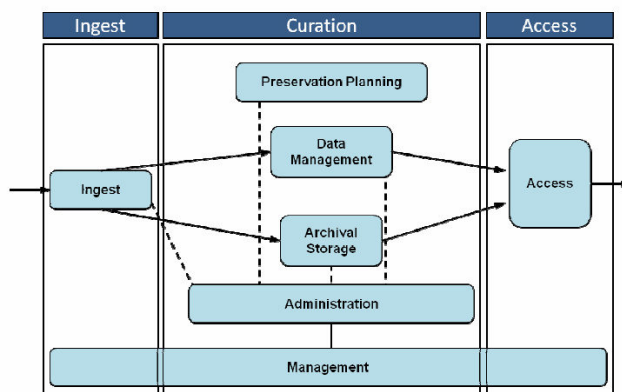 Ingest
Curation
Access
Preservation Planning
Data
Management
Ingest
Access
Archival
Storage
Administration
Management